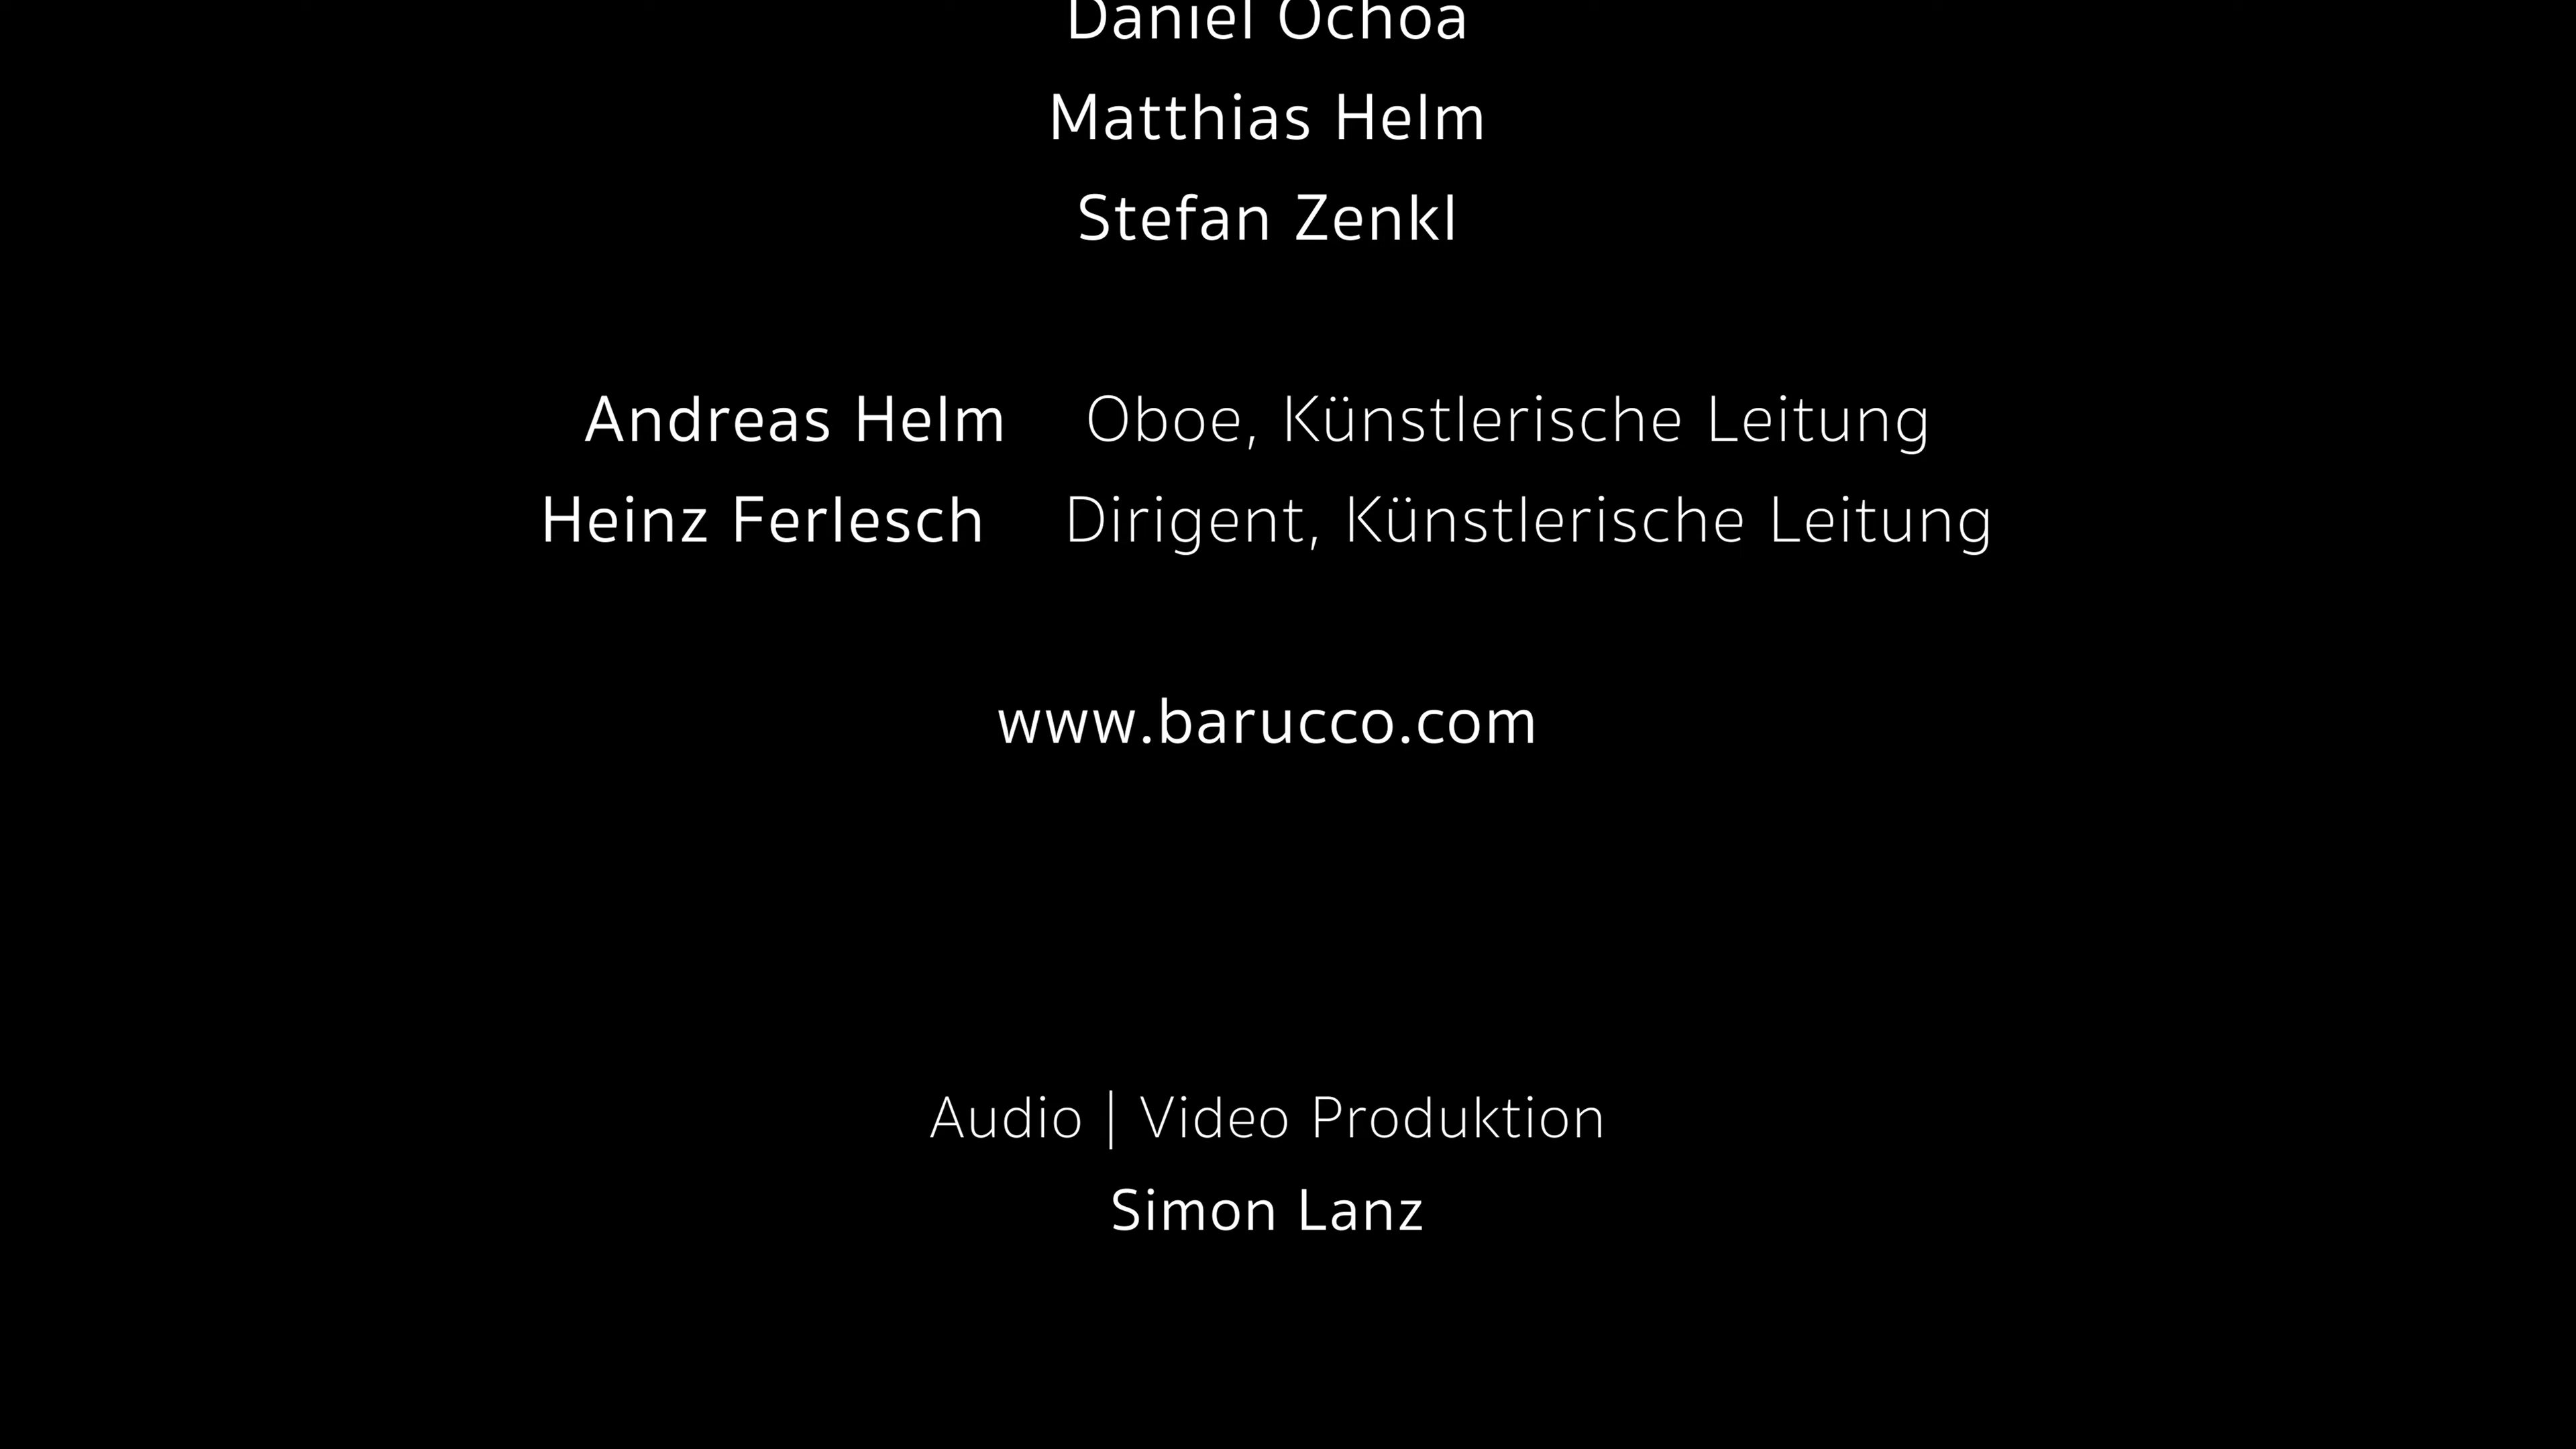 Daniel Ochoa
Matthias Helm
Stefan Zenkl
Andreas Helm Oboe, Künstlerische Leitung
Heinz Ferlesch Dirigent, Künstlerische Leitung
www.barucco.com
Audio | Video Produktion
Simon Lanz